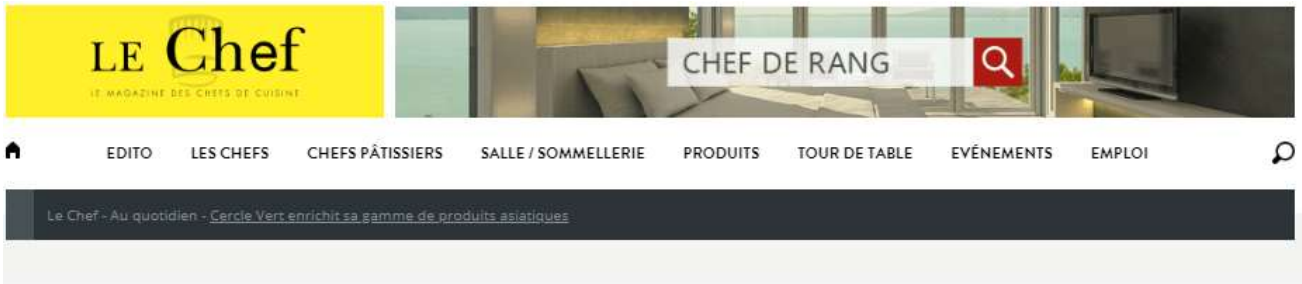 LE Chef
LE MAGAZINE DES CHEFS DE CUISINE
CHEF DE RANG
EDITO LES CHEFS CHEFS PÂTISSIERS SALLE / SOMMELLERIE PRODUITS TOUR DE TABLE EVÉNEMENTS EMPLOI
Le Chef - Au quotidien - Cercle Vert enrichit sa gamme de produits asiatiques